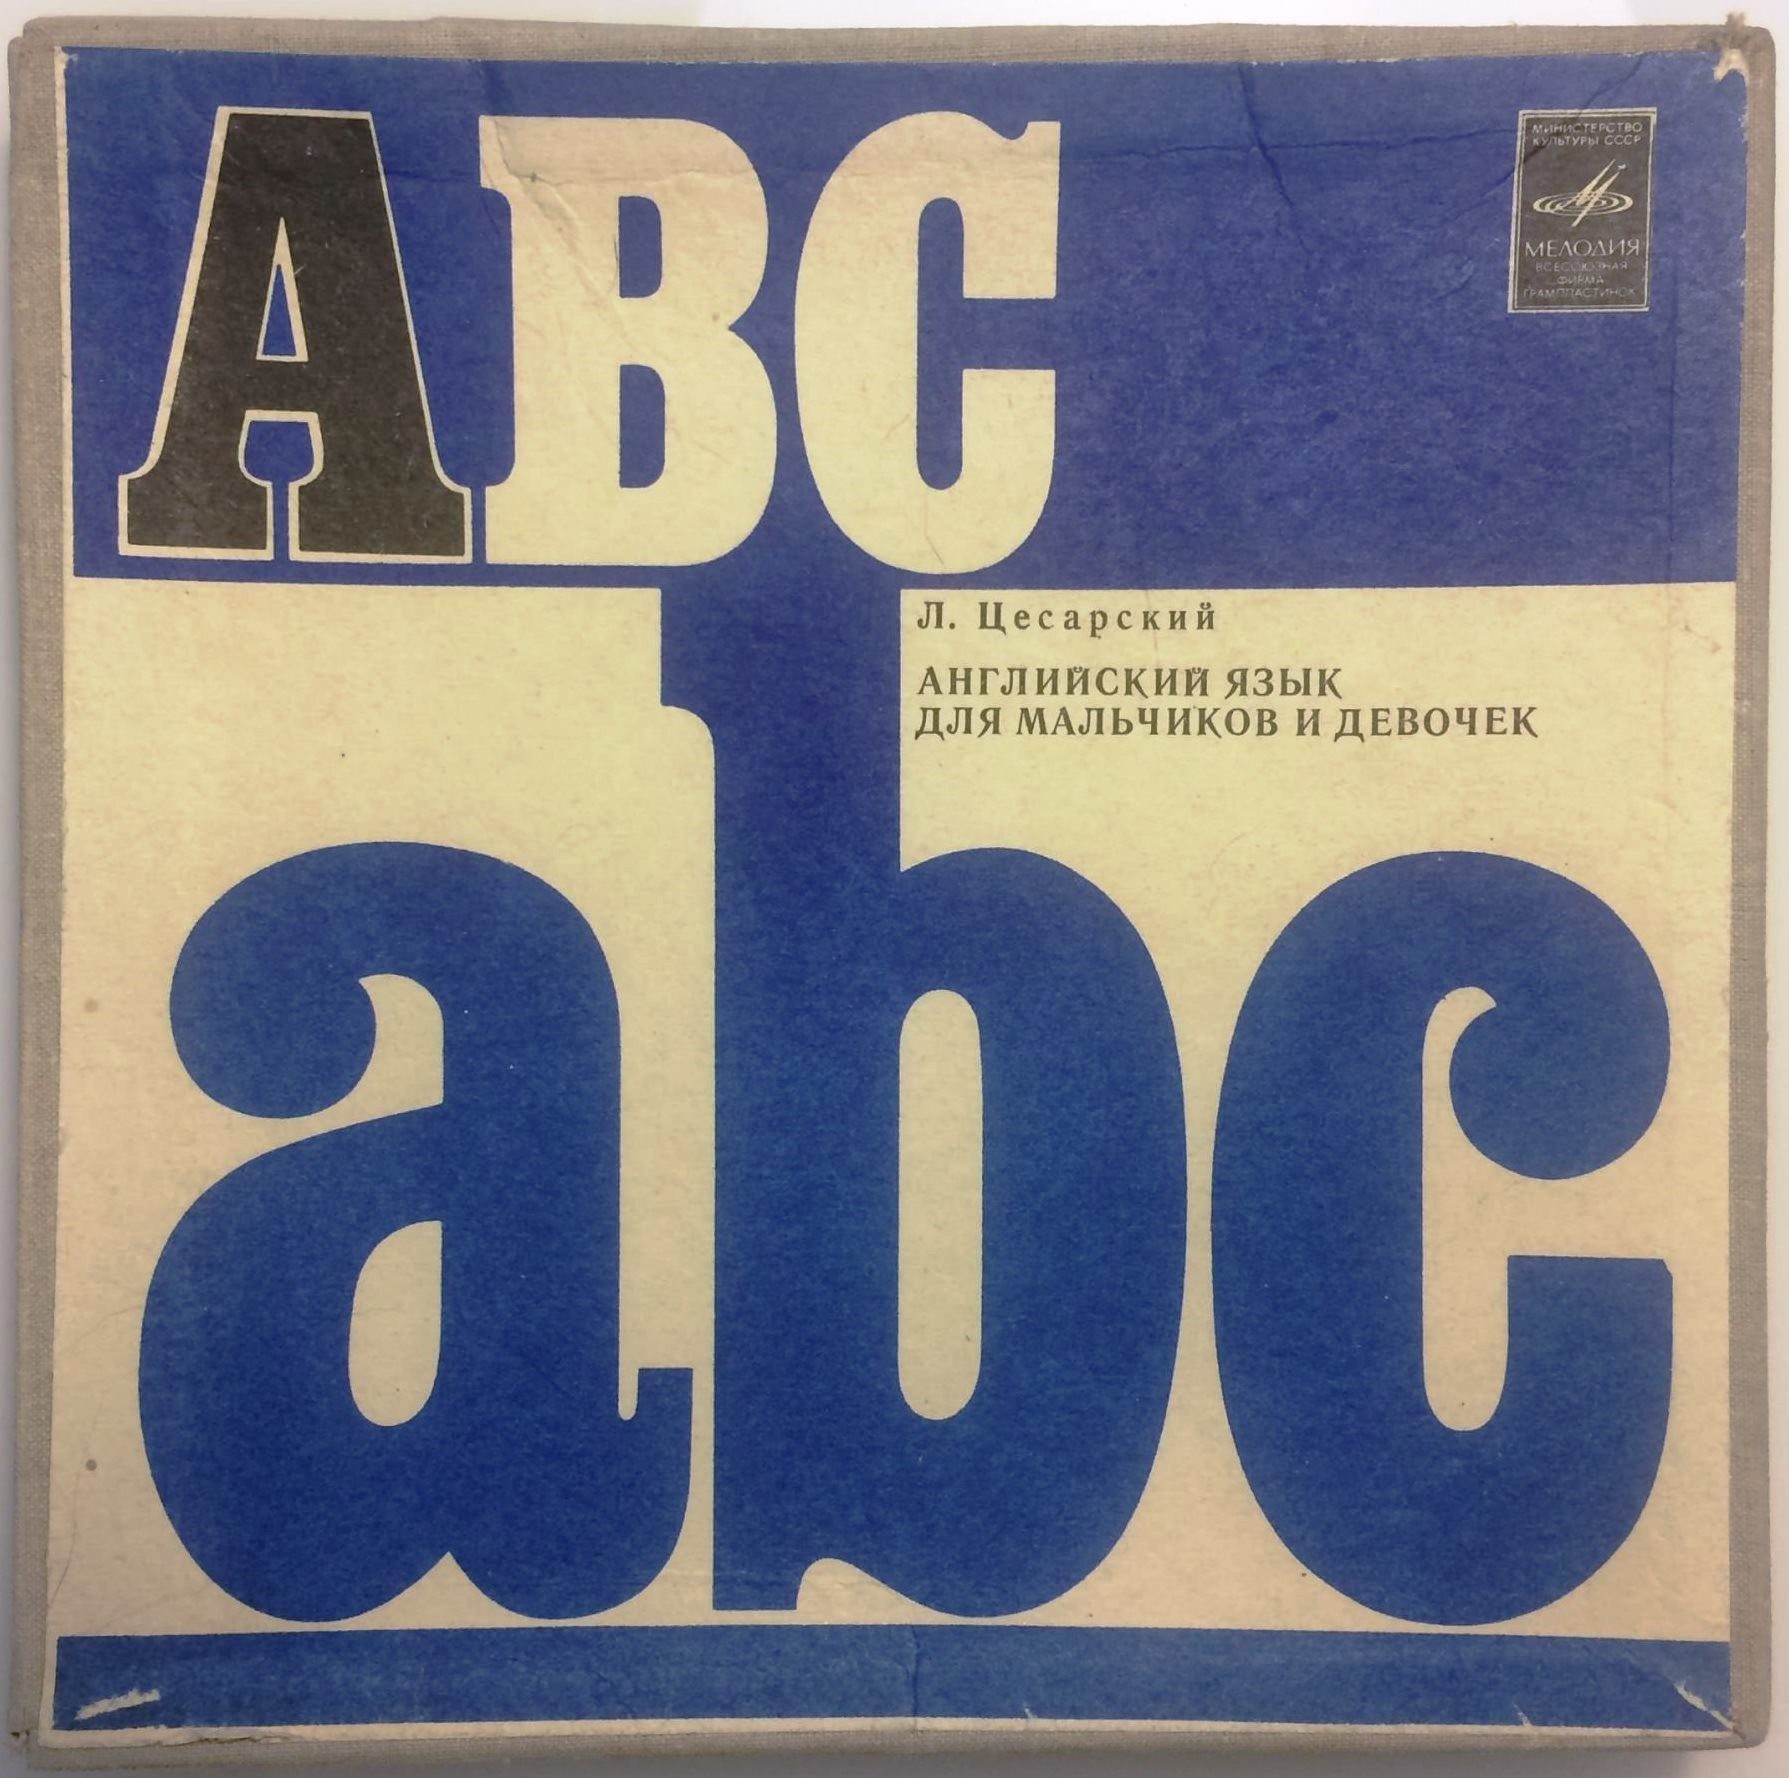 ABC
МИНИСТЕРСТВО
КУЛЬТУРЫ СССР
МЕЛОДИЯ
ВСЕСОЮЗНАЯ
ФИРМА
ГРАМПЛАСТИНОК
Л. Цесарский
АНГЛИЙСКИЙ ЯЗЫК
ДЛЯ МАЛЬЧИКОВ И ДЕВОЧЕК
abc